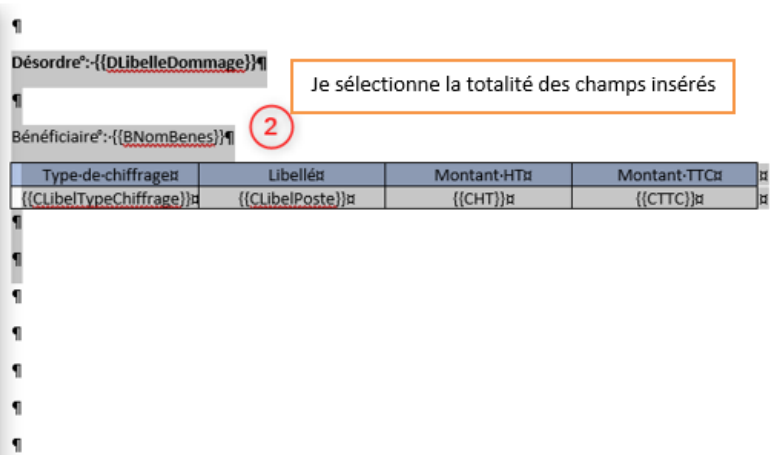 ¶
Désordre°:·{{DLibelleDommage}}¶
Je sélectionne la totalité des champs insérés
¶
2
Bénéficiaire°:·{{BNomBenes}}¶
Type·de·chiffrage¤ Libellé¤ Montant·HT¤ Montant·TTC¤ ¤
{{CLibelTypeChiffrage}}¤ {{CLibelPoste}}¤ {{CHT}}¤ {{CTTC}}¤ ¤
¶
¶
¶
¶
¶
¶
¶